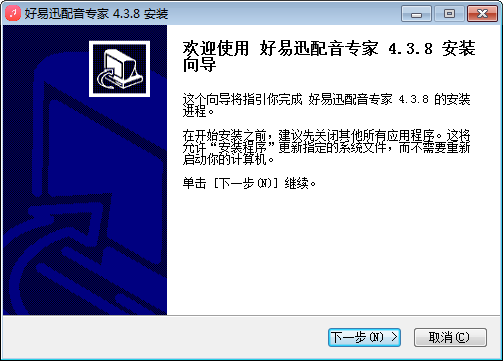 好易迅配音专家 4.3.8 安装
欢迎使用 好易迅配音专家 4.3.8 安装
向导
这个向导将指引你完成 好易迅配音专家 4.3.8 的安装
进程。
在开始安装之前，建议先关闭其他所有应用程序。这将
允许“安装程序”更新指定的系统文件，而不需要重新
启动你的计算机。
单击 [下一步(N)] 继续。
下一步(N) >
取消(C)